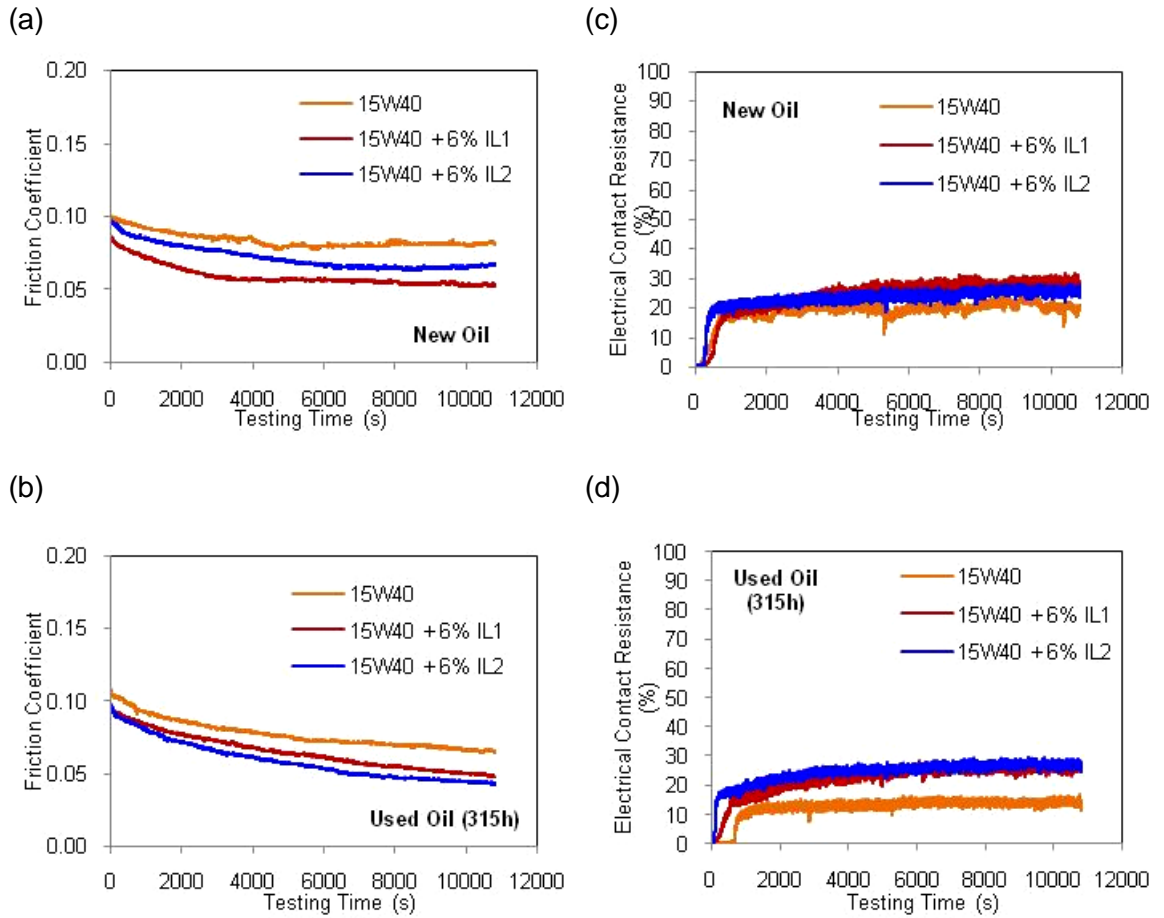 (a)
0.20
0.15
0.10
0.05
0.00
Friction Coefficient
15W40
15W40 +6% IL1
15W40 +6% IL2
New Oil
0 2000 4000 6000 8000 10000 12000
Testing Time (s)
(c)
100
90
80
70
60
50
40
30
20
10
0
Electrical Contact Resistance
(%)
New Oil
15W40
15W40 +6% IL1
15W40 +6% IL2
0 2000 4000 6000 8000 10000 12000
Testing Time (s)
(b)
0.20
0.15
0.10
0.05
0.00
Friction Coefficient
15W40
15W40 +6% IL1
15W40 +6% IL2
Used Oil (315h)
0 2000 4000 6000 8000 10000 12000
Testing Time (s)
(d)
100
90
80
70
60
50
40
30
20
10
0
Electrical Contact Resistance
(%)
Used Oil
(315h)
15W40
15W40 +6% IL1
15W40 +6% IL2
0 2000 4000 6000 8000 10000 12000
Testing Time (s)